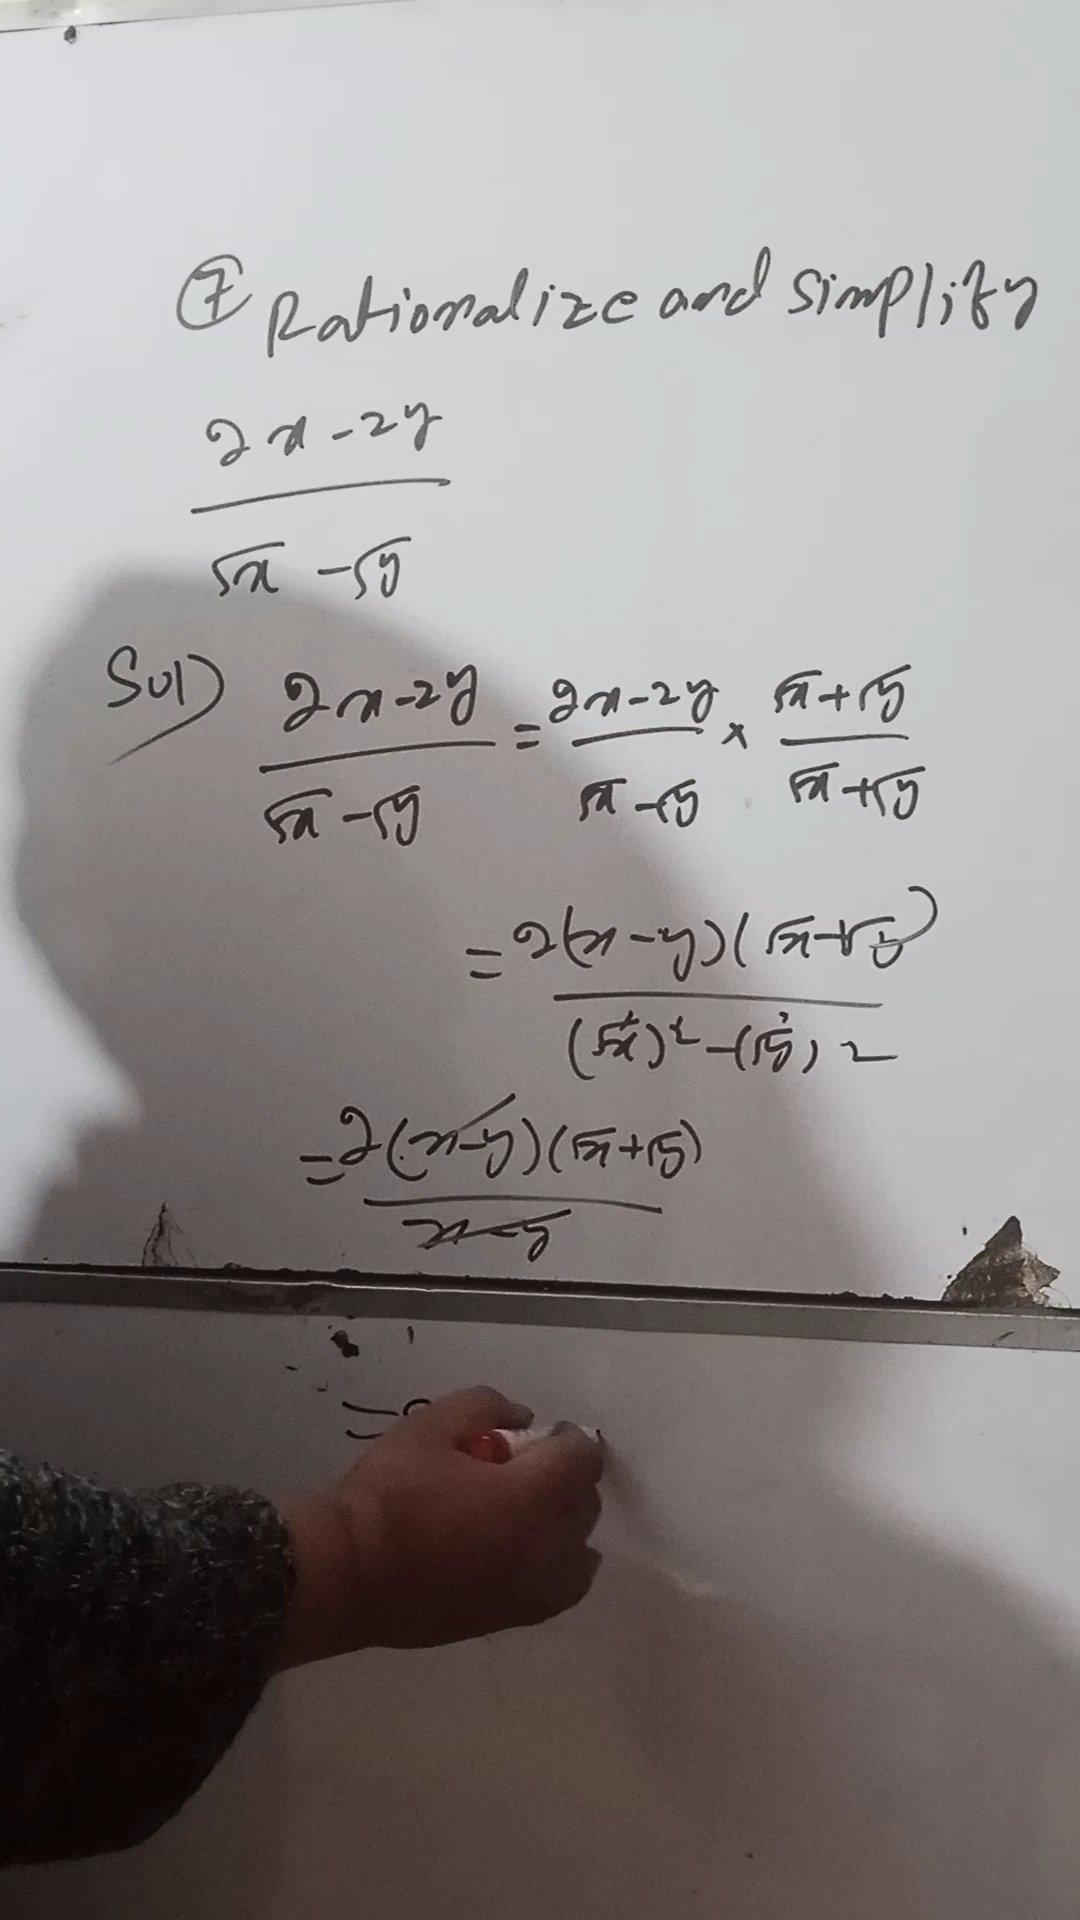 ⑦ Rationalize and Simplify
2x-2y / √x-√y
Sol) 2x-2y / √x-√y = 2x-2y / √x-√y × √x+√y / √x+√y
= 2(x-y)(√x+√y) / (√x)²-(√y)²
= 2(x-y)(√x+√y) / x-y
=